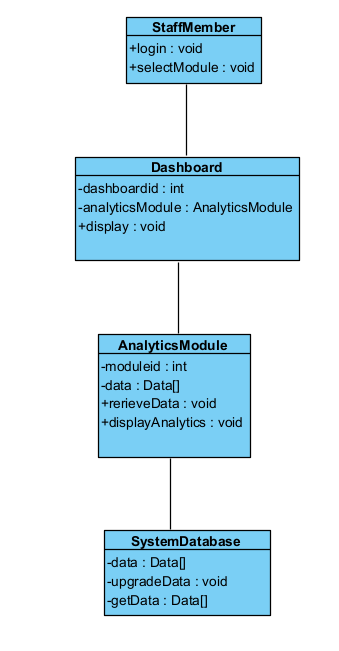 StaffMember
+login : void
+selectModule : void
Dashboard
-dashboardid : int
-analyticsModule : AnalyticsModule
+display : void
AnalyticsModule
-moduleid : int
-data : Data[]
+rerieveData : void
+displayAnalytics : void
SystemDatabase
-data : Data[]
-upgradeData : void
-getData : Data[]